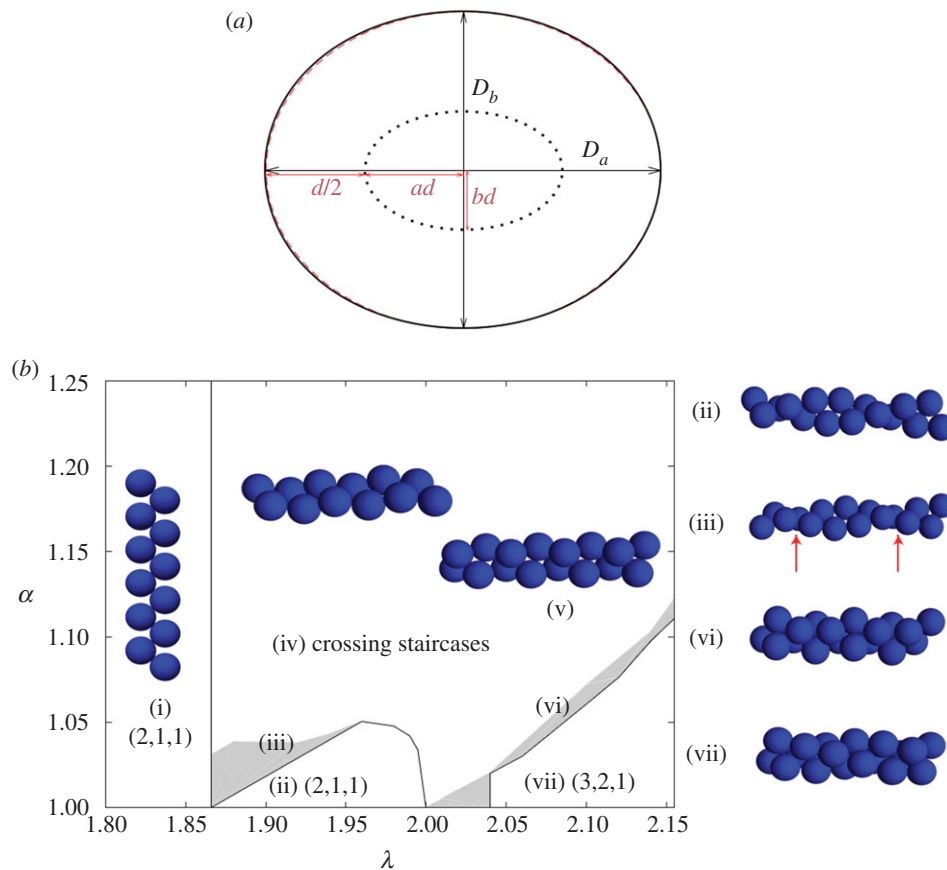 (a)
D_b
D_a
d/2
ad
bd
(b)
1.25
1.20
1.15
α
1.10
1.05
1.00
(i)
(2,1,1)
(iii)
(ii) (2,1,1)
(iv) crossing staircases
(v)
(vi)
(vii) (3,2,1)
1.80
1.85
1.90
1.95
2.00
2.05
2.10
2.15
λ
(ii)
(iii)
(vi)
(vii)